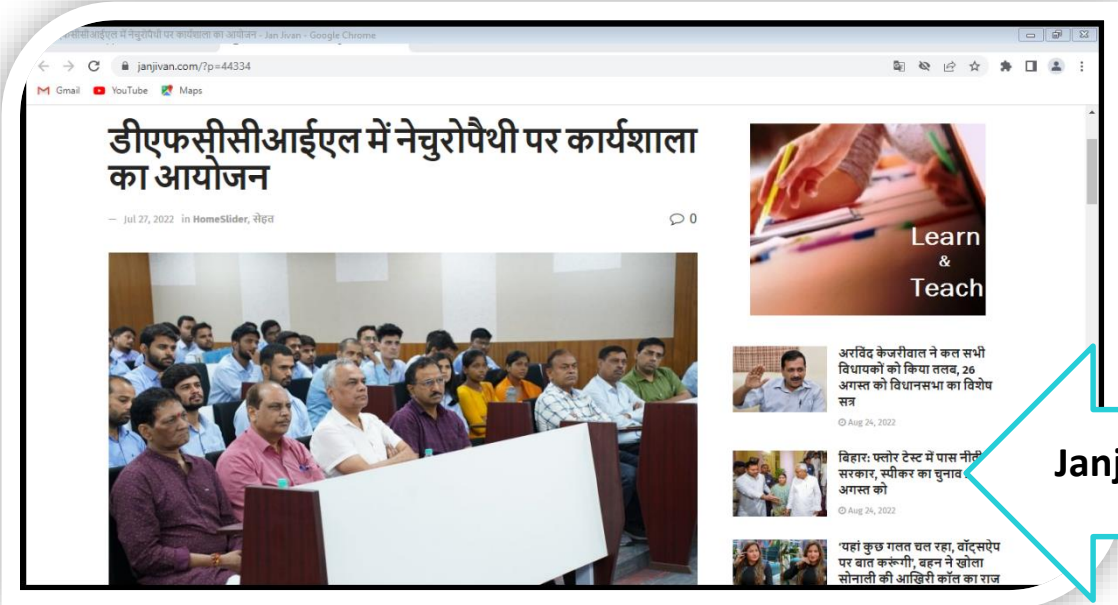 में नेचुरोपैथी पर कार्यशाला का आयोजन - Jan Jivan - Google Chrome
janjivan.com/?p=44334
Gmail YouTube Maps
डीएफसीसीआईएल में नेचुरोपैथी पर कार्यशाला
का आयोजन
— Jul 27, 2022 in HomeSlider, सेहत 0
Learn
&
Teach
अरविंद केजरीवाल ने कल सभी
विधायकों को किया तलब, 26
अगस्त को विधानसभा का विशेष
सत्र
Aug 24, 2022
बिहार: फ्लोर टेस्ट में पास
सरकार, स्पीकर का चुनाव
अगस्त को
Aug 24, 2022
'यहां कुछ गलत चल रहा, वॉट्सऐप
पर बात करूंगी', बहन ने खोला
सोनाली की आखिरी कॉल का राज
Janj